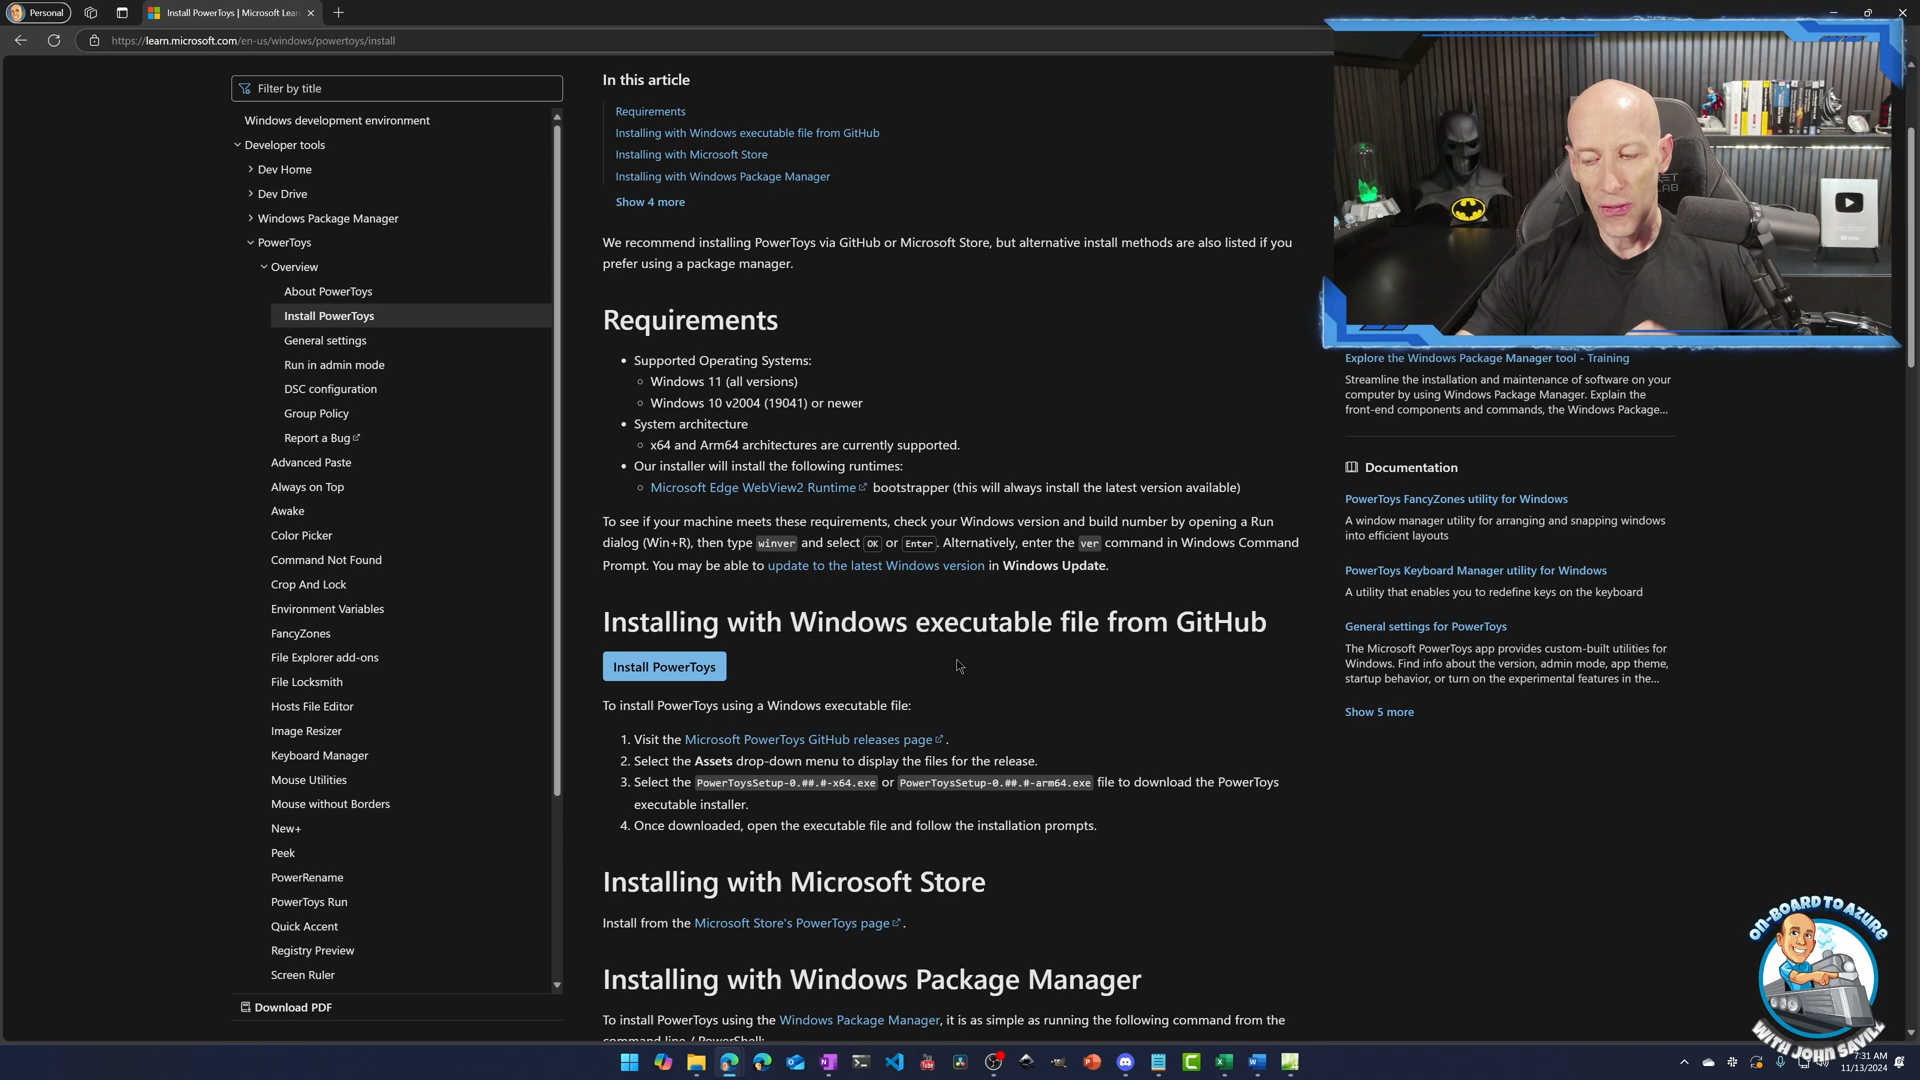 Personal
Install PowerToys | Microsoft Lear
https://learn.microsoft.com/en-us/windows/powertoys/install
Filter by title
Windows development environment
Developer tools
Dev Home
Dev Drive
Windows Package Manager
PowerToys
Overview
About PowerToys
Install PowerToys
General settings
Run in admin mode
DSC configuration
Group Policy
Report a Bug
Advanced Paste
Always on Top
Awake
Color Picker
Command Not Found
Crop And Lock
Environment Variables
FancyZones
File Explorer add-ons
File Locksmith
Hosts File Editor
Image Resizer
Keyboard Manager
Mouse Utilities
Mouse without Borders
New+
Peek
PowerRename
PowerToys Run
Quick Accent
Registry Preview
Screen Ruler
Download PDF
In this article
Requirements
Installing with Windows executable file from GitHub
Installing with Microsoft Store
Installing with Windows Package Manager
Show 4 more
We recommend installing PowerToys via GitHub or Microsoft Store, but alternative install methods are also listed if you
prefer using a package manager.
Requirements
• Supported Operating Systems:
○ Windows 11 (all versions)
○ Windows 10 v2004 (19041) or newer
• System architecture
○ x64 and Arm64 architectures are currently supported.
• Our installer will install the following runtimes:
○ Microsoft Edge WebView2 Runtime bootstrapper (this will always install the latest version available)
To see if your machine meets these requirements, check your Windows version and build number by opening a Run
dialog (Win+R), then type winver and select OK or Enter. Alternatively, enter the ver command in Windows Command
Prompt. You may be able to update to the latest Windows version in Windows Update.
Installing with Windows executable file from GitHub
Install PowerToys
To install PowerToys using a Windows executable file:
1. Visit the Microsoft PowerToys GitHub releases page.
2. Select the Assets drop-down menu to display the files for the release.
3. Select the PowerToysSetup-0.##.#-x64.exe or PowerToysSetup-0.##.#-arm64.exe file to download the PowerToys
executable installer.
4. Once downloaded, open the executable file and follow the installation prompts.
Installing with Microsoft Store
Install from the Microsoft Store's PowerToys page.
Installing with Windows Package Manager
To install PowerToys using the Windows Package Manager, it is as simple as running the following command from the
command line / PowerShell:
Explore the Windows Package Manager tool - Training
Streamline the installation and maintenance of software on your
computer by using Windows Package Manager. Explain the
front-end components and commands, the Windows Package...
Documentation
PowerToys FancyZones utility for Windows
A window manager utility for arranging and snapping windows
into efficient layouts
PowerToys Keyboard Manager utility for Windows
A utility that enables you to redefine keys on the keyboard
General settings for PowerToys
The Microsoft PowerToys app provides custom-built utilities for
Windows. Find info about the version, admin mode, app theme,
startup behavior, or turn on the experimental features in the...
Show 5 more
ON-BOARD TO AZURE
WITH JOHN SAVILL
7:31 AM
11/13/2024